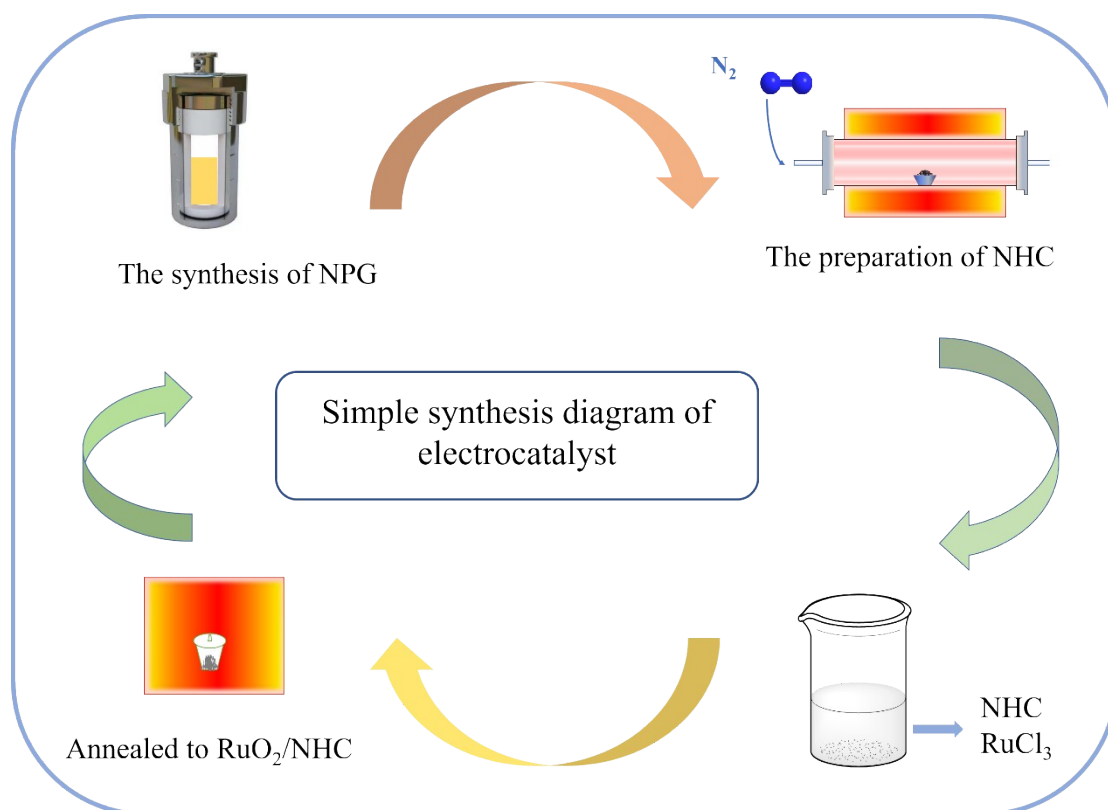 N₂
The synthesis of NPG
The preparation of NHC
Simple synthesis diagram of
electrocatalyst
Annealed to RuO₂/NHC
NHC
RuCl₃